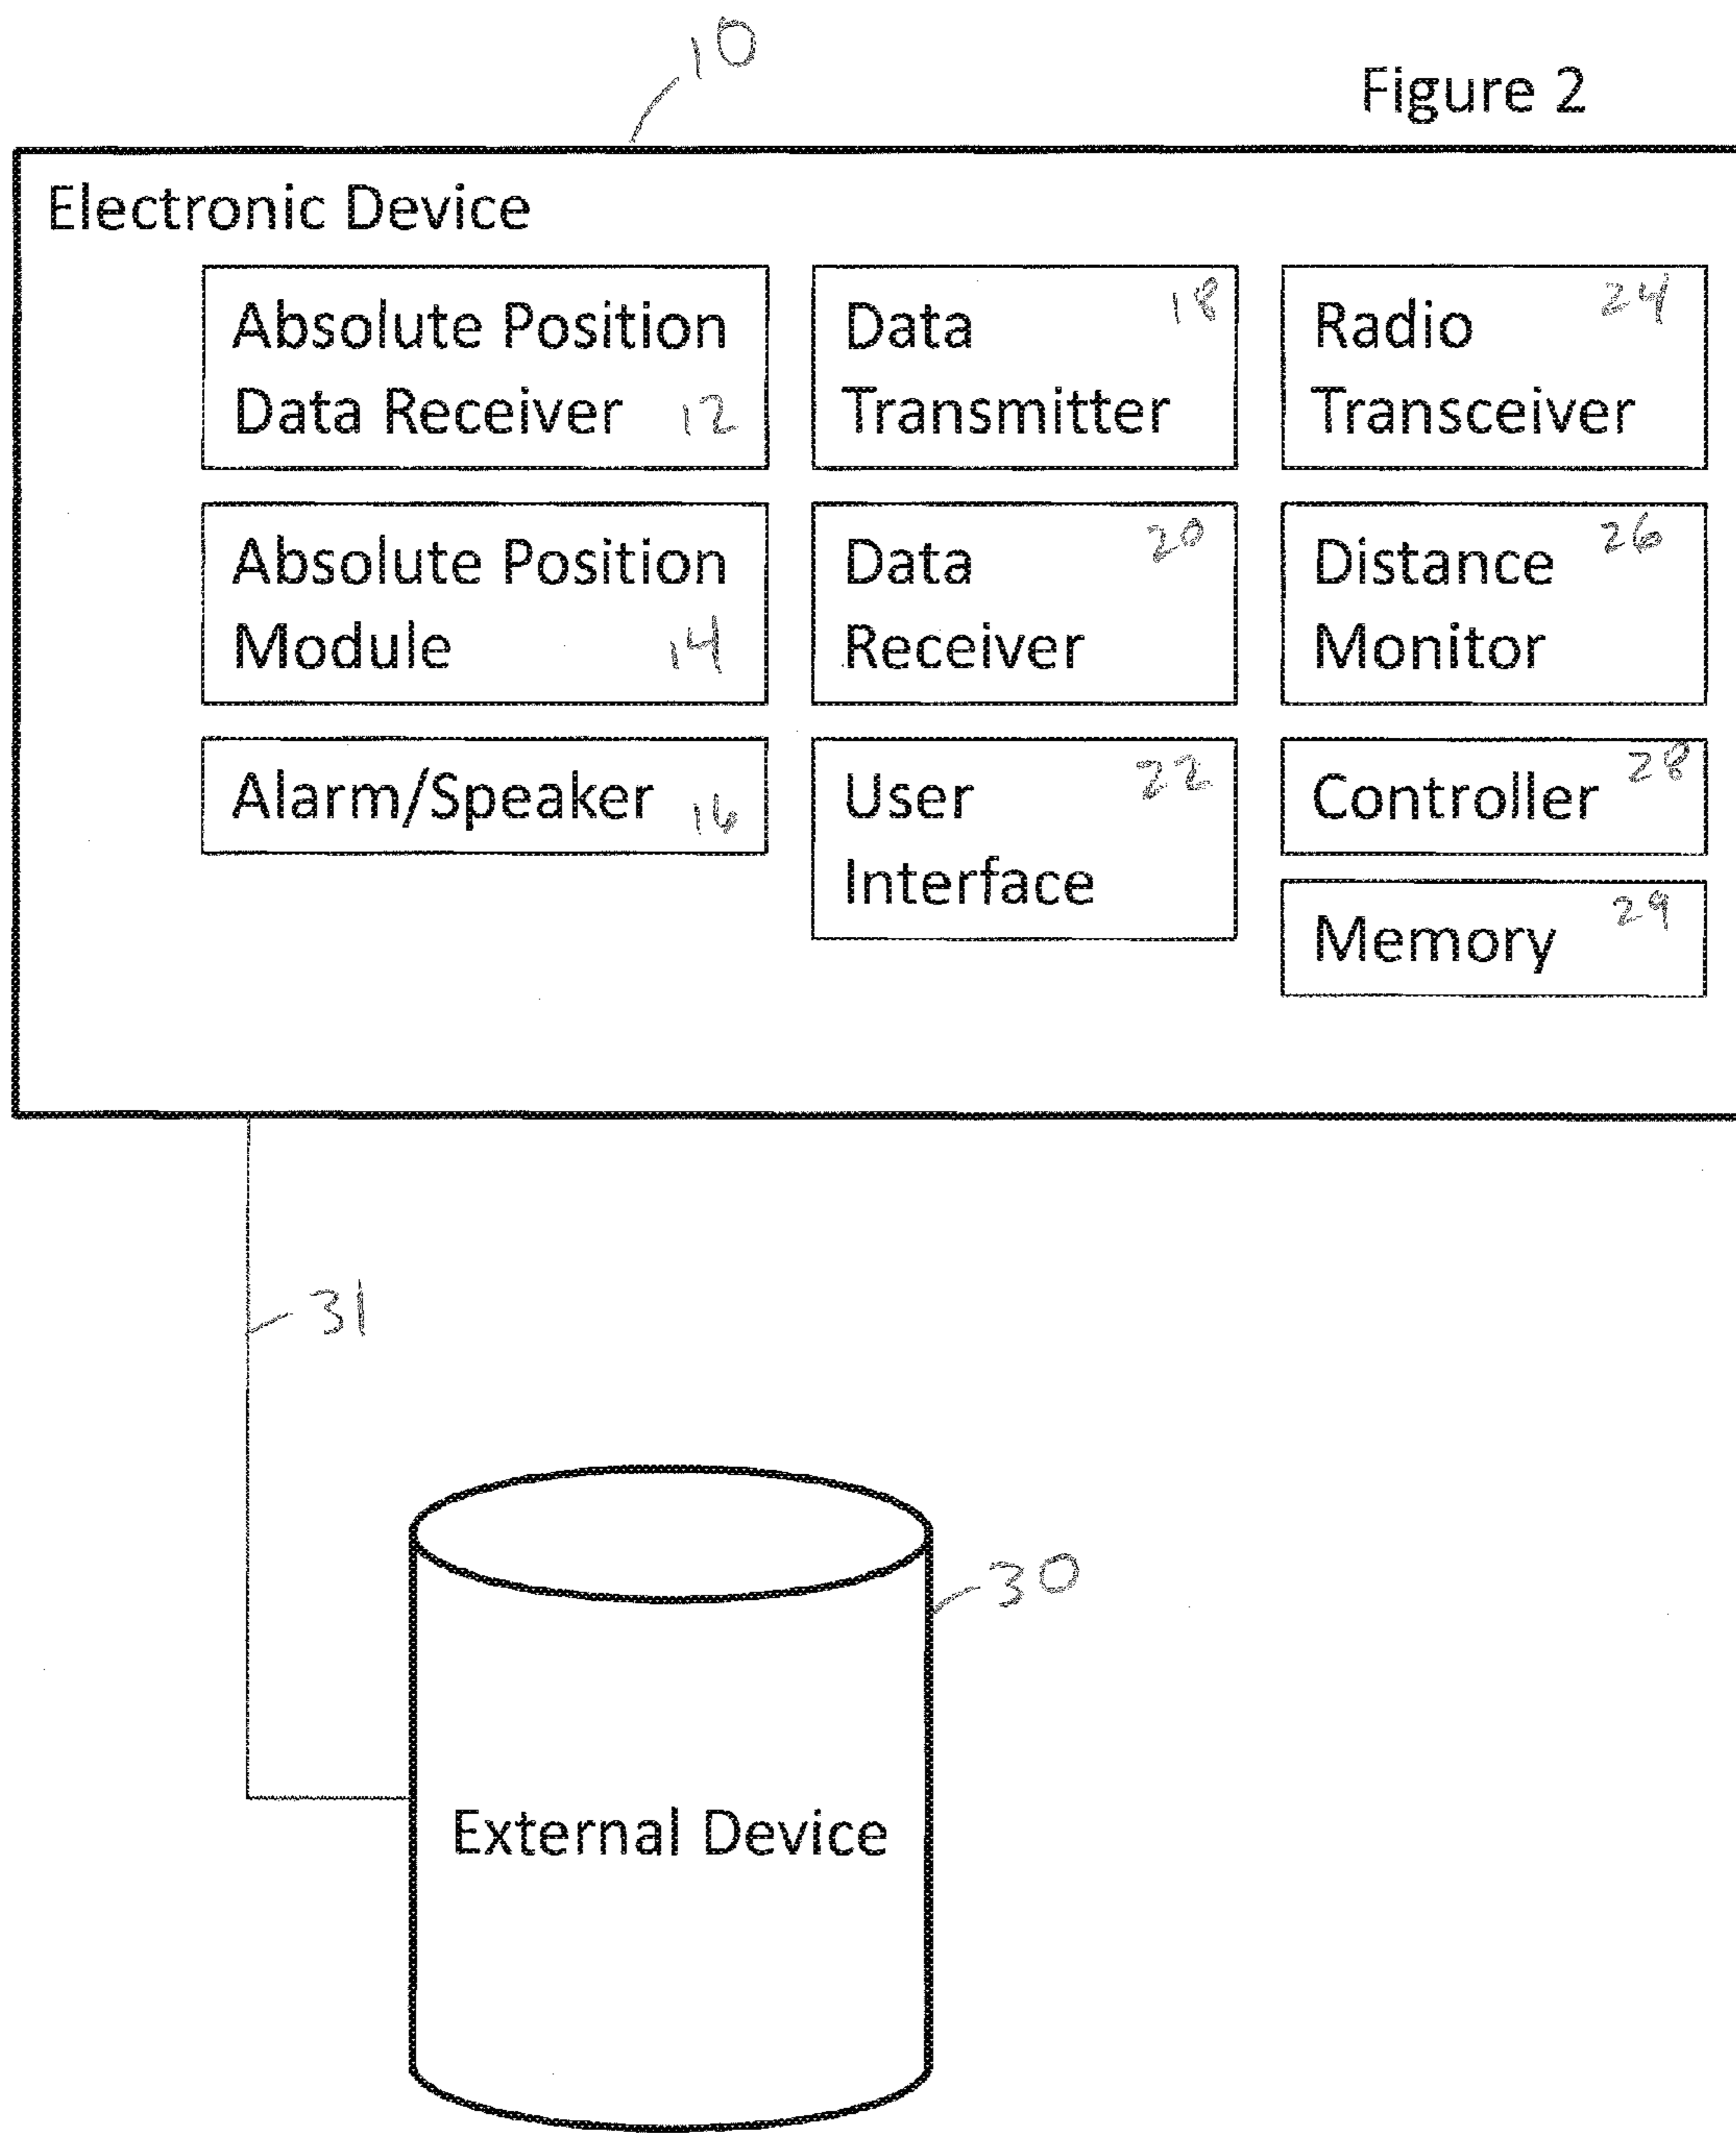 10
Figure 2
Electronic Device
Absolute Position
Data Receiver 12
Data 18
Transmitter
Radio 24
Transceiver
Absolute Position
Module 14
Data 20
Receiver
Distance 26
Monitor
Alarm/Speaker 16
User 22
Interface
Controller 28
Memory 29
31
30
External Device